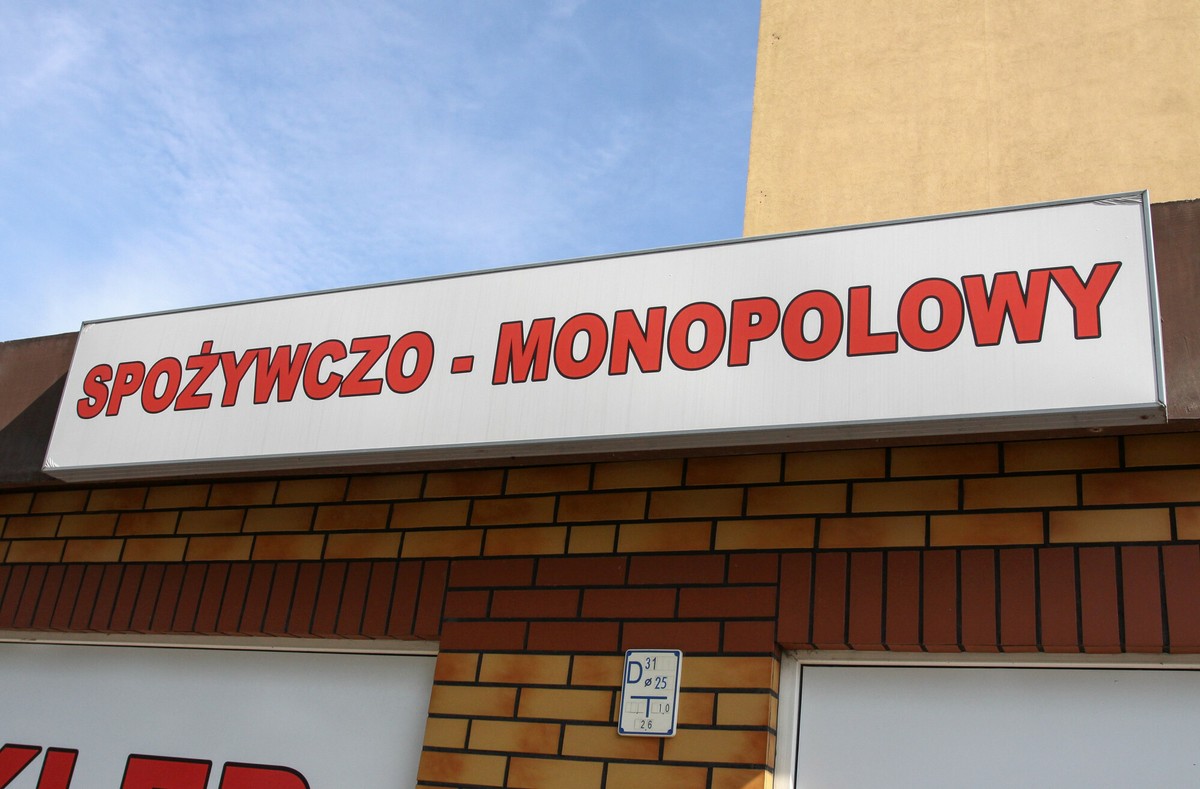 SPOŻYWCZO - MONOPOLOWY
D 31
ø 25
1,0
2,6